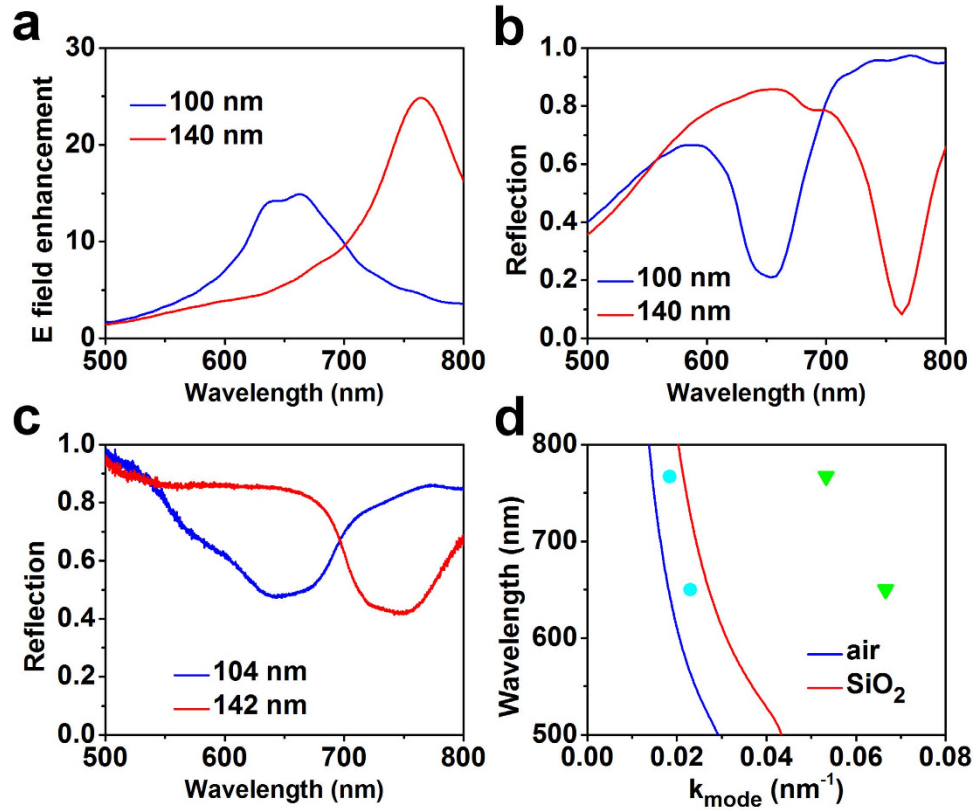 a
30
20
10
0
E field enhancement
100 nm
140 nm
500 600 700 800
Wavelength (nm)
b
1.0
0.8
0.6
0.4
0.2
0.0
Reflection
100 nm
140 nm
500 600 700 800
Wavelength (nm)
c
1.0
0.8
0.6
0.4
0.2
0.0
Reflection
104 nm
142 nm
500 600 700 800
Wavelength (nm)
d
800
700
600
500
Wavelength (nm)
air
SiO₂
0.00 0.02 0.04 0.06 0.08
k_mode (nm⁻¹)